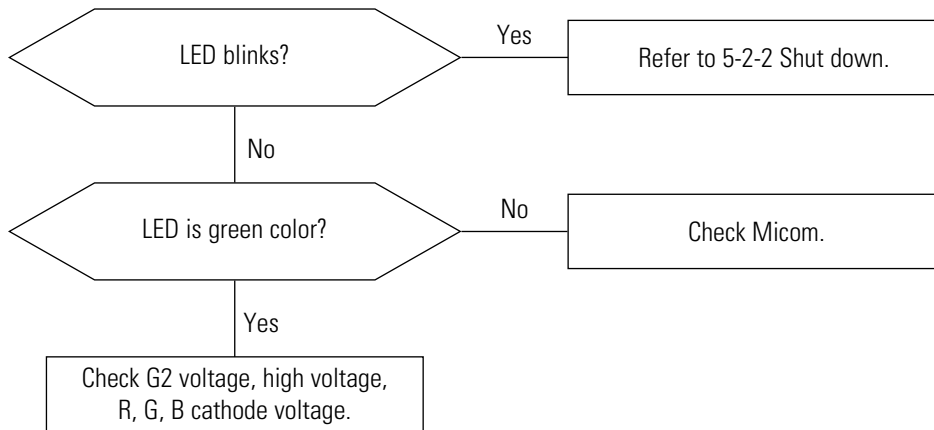 LED blinks?
Yes
Refer to 5-2-2 Shut down.
No
LED is green color?
No
Check Micom.
Yes
Check G2 voltage, high voltage,
R, G, B cathode voltage.